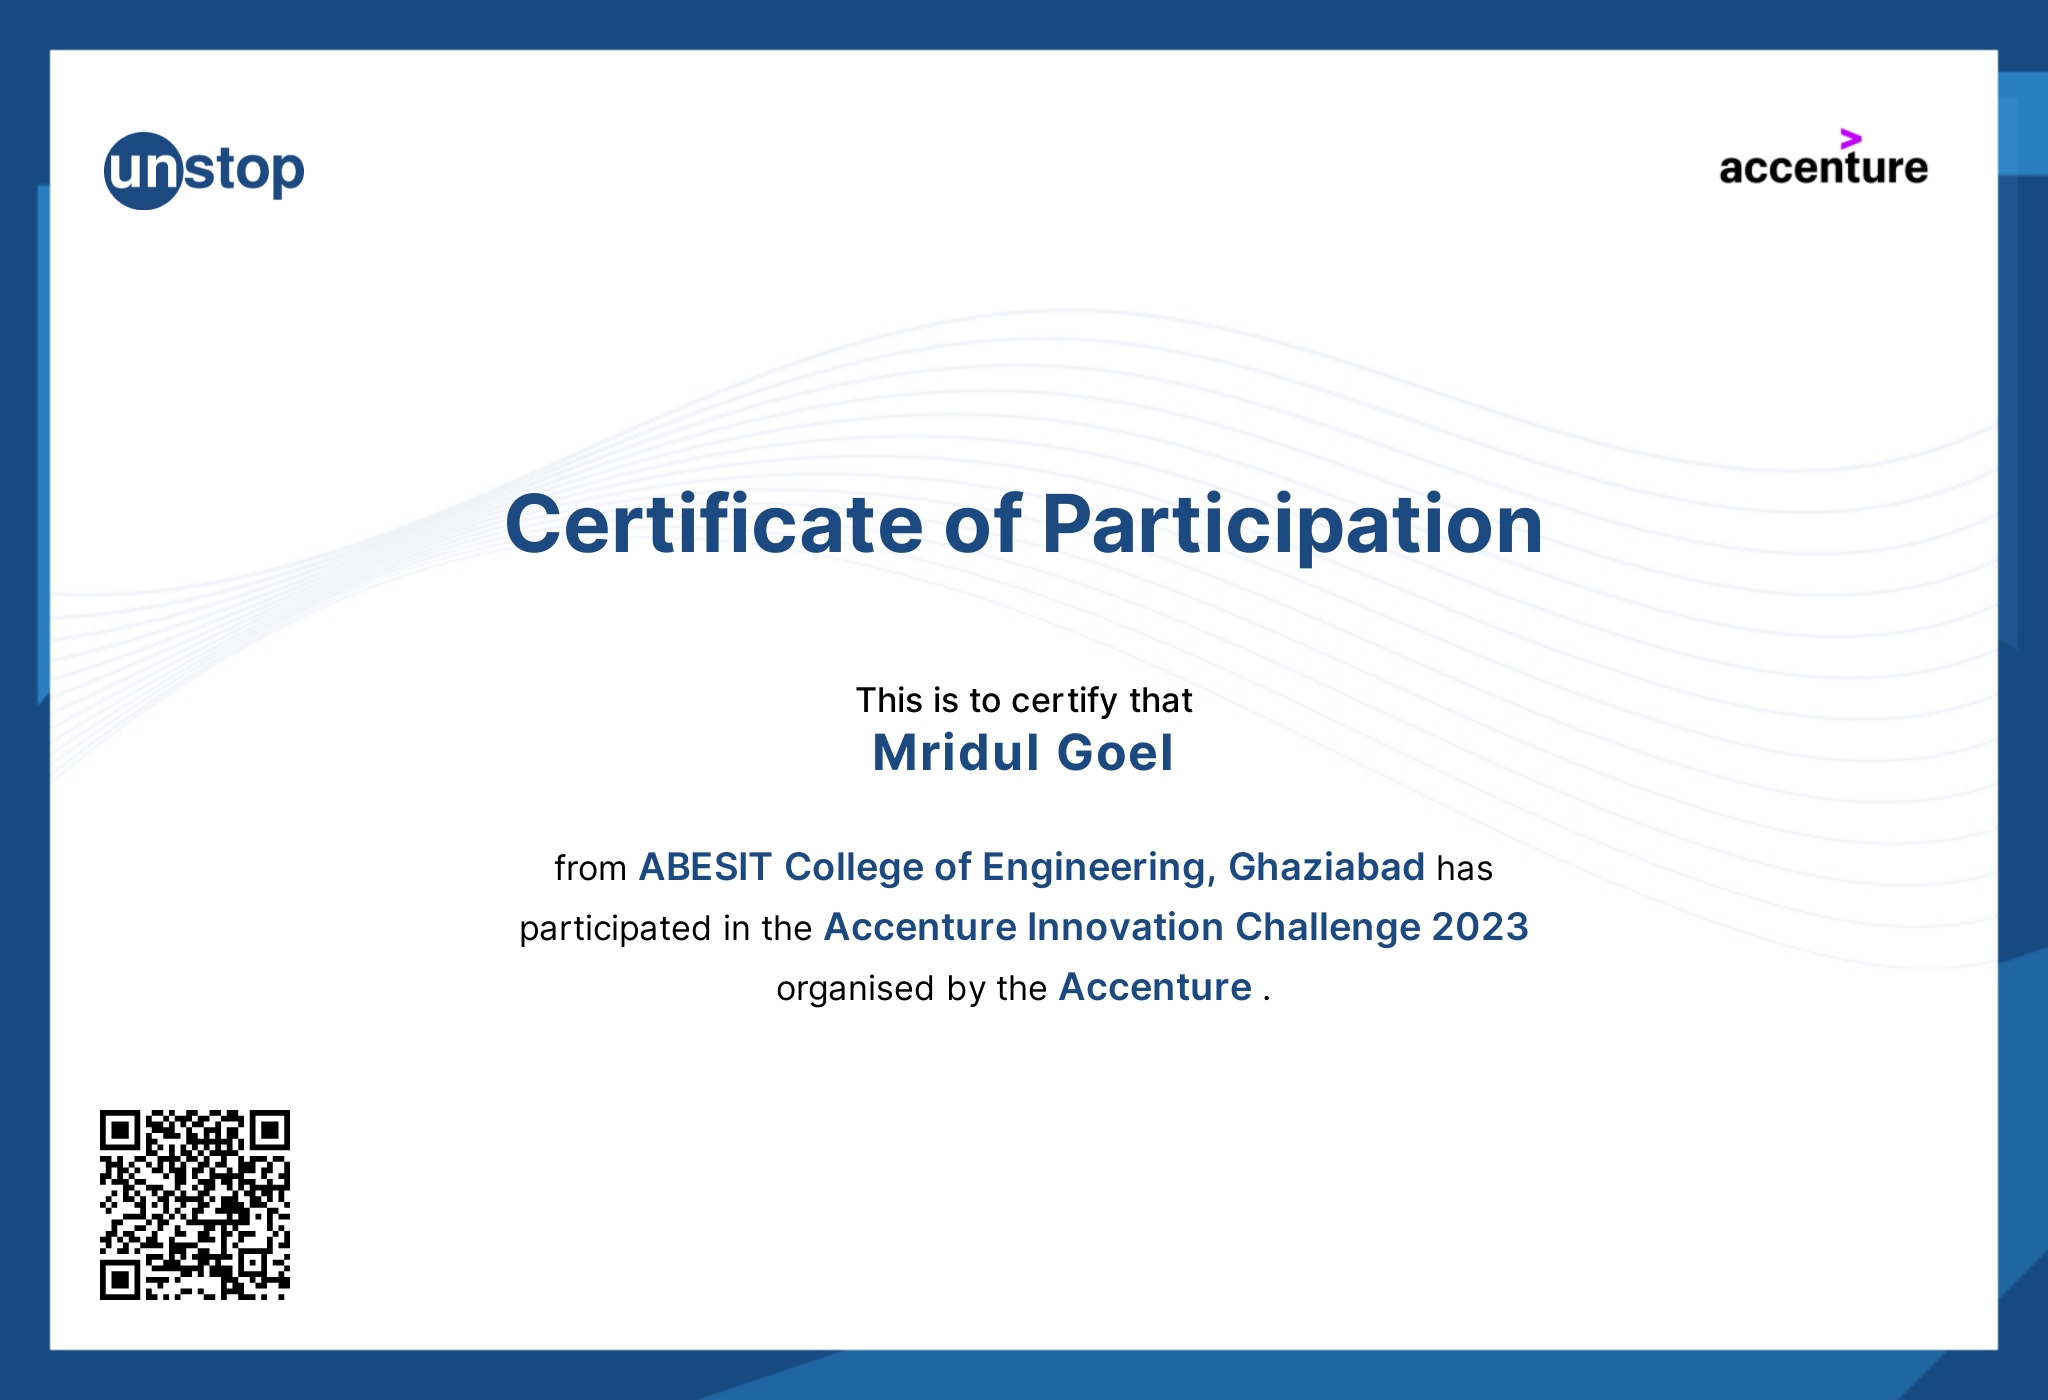 unstop
accenture
Certificate of Participation
This is to certify that
Mridul Goel
from ABESIT College of Engineering, Ghaziabad has
participated in the Accenture Innovation Challenge 2023
organised by the Accenture .